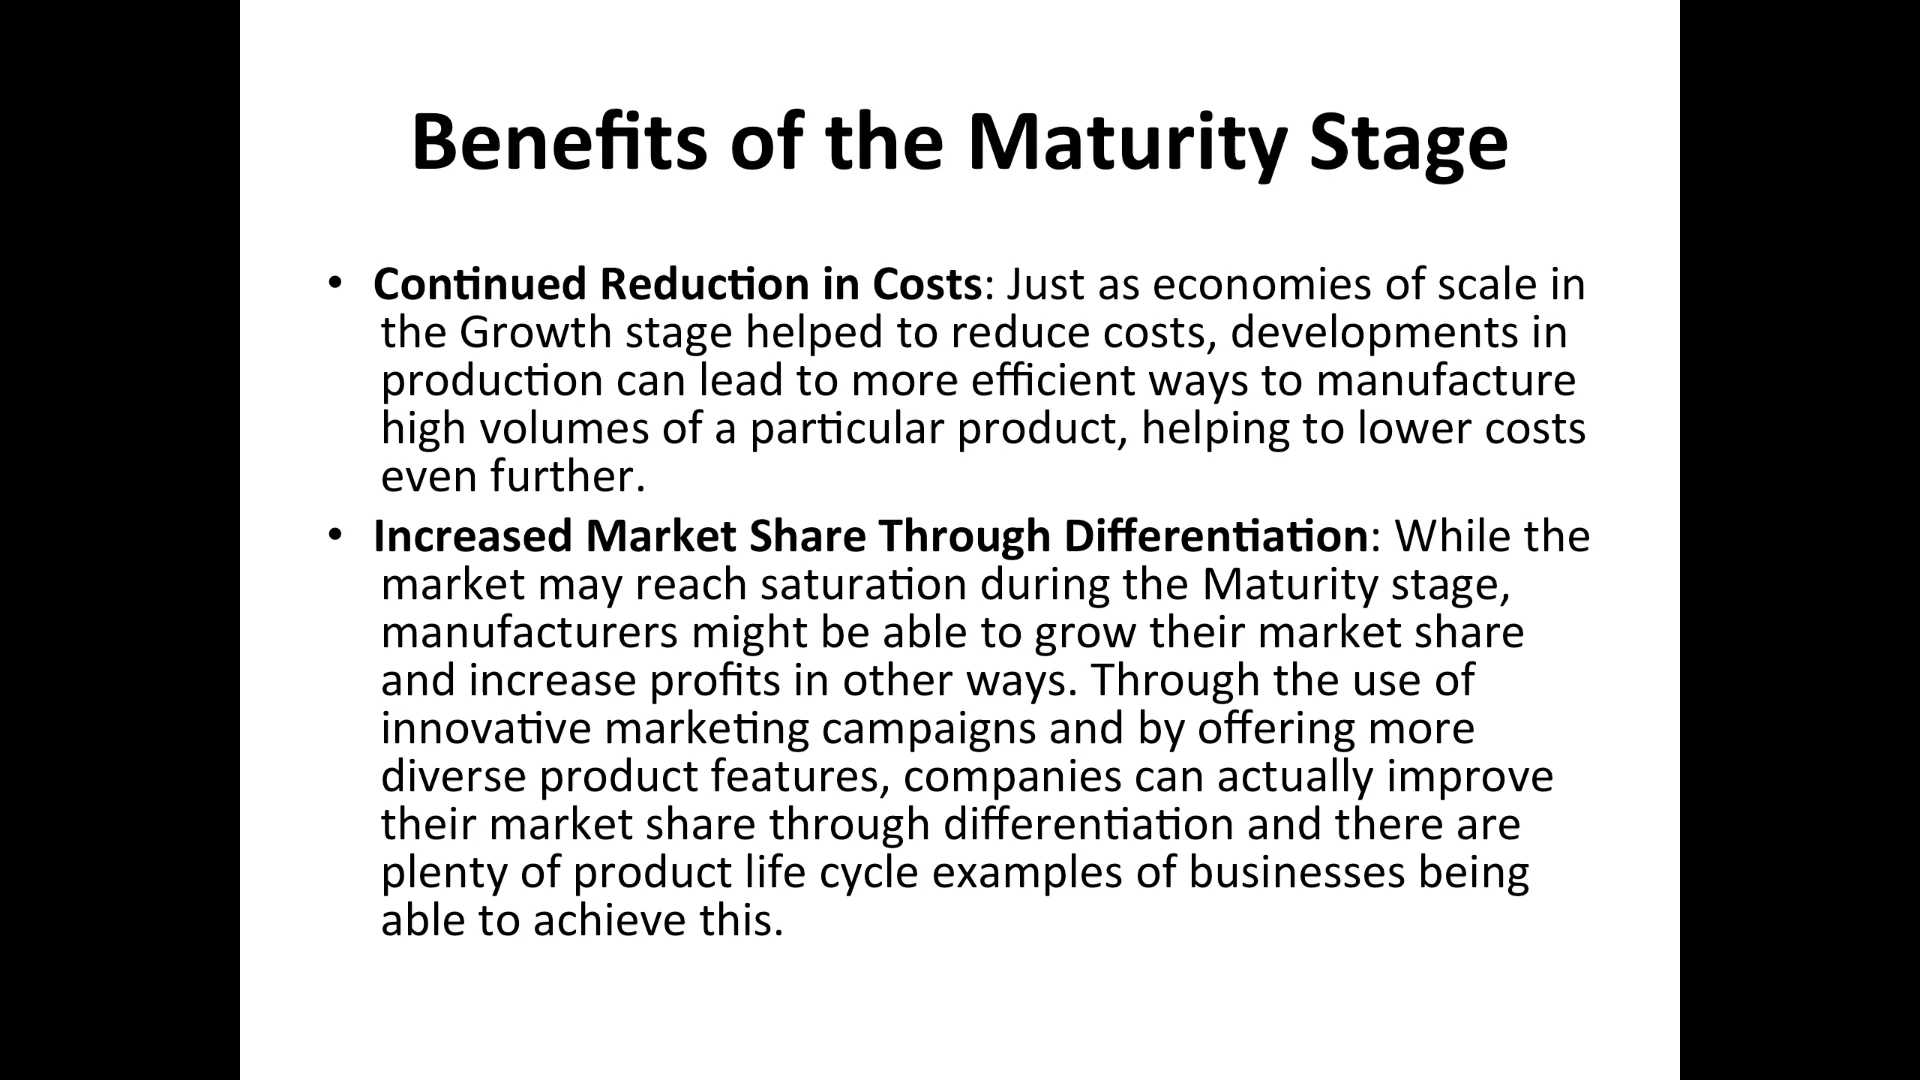 Benefits of the Maturity Stage
• Continued Reduction in Costs: Just as economies of scale in
the Growth stage helped to reduce costs, developments in
production can lead to more efficient ways to manufacture
high volumes of a particular product, helping to lower costs
even further.
• Increased Market Share Through Differentiation: While the
market may reach saturation during the Maturity stage,
manufacturers might be able to grow their market share
and increase profits in other ways. Through the use of
innovative marketing campaigns and by offering more
diverse product features, companies can actually improve
their market share through differentiation and there are
plenty of product life cycle examples of businesses being
able to achieve this.